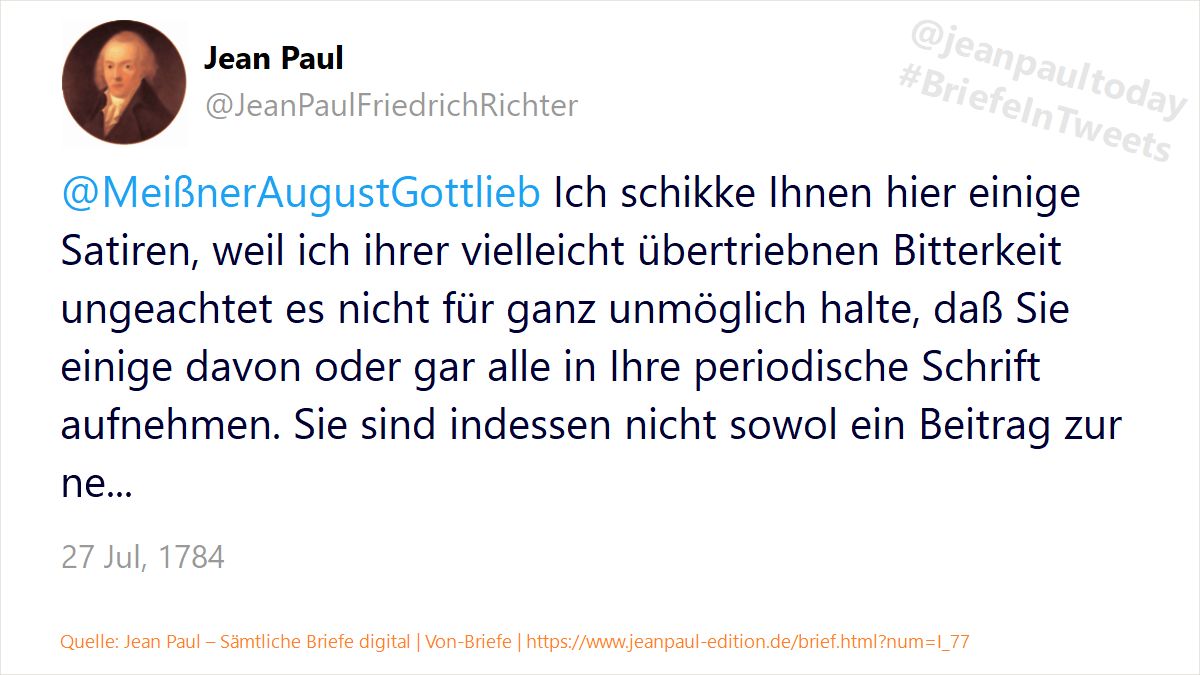 Jean Paul
@JeanPaulFriedrichRichter
@jeanpaultoday
#BriefeInTweets
@MeißnerAugustGottlieb Ich schikke Ihnen hier einige
Satiren, weil ich ihrer vielleicht übertriebnen Bitterkeit
ungeachtet es nicht für ganz unmöglich halte, daß Sie
einige davon oder gar alle in Ihre periodische Schrift
aufnehmen. Sie sind indessen nicht sowol ein Beitrag zur
ne...
27 Jul, 1784
Quelle: Jean Paul – Sämtliche Briefe digital | Von-Briefe | https://www.jeanpaul-edition.de/brief.html?num=I_77